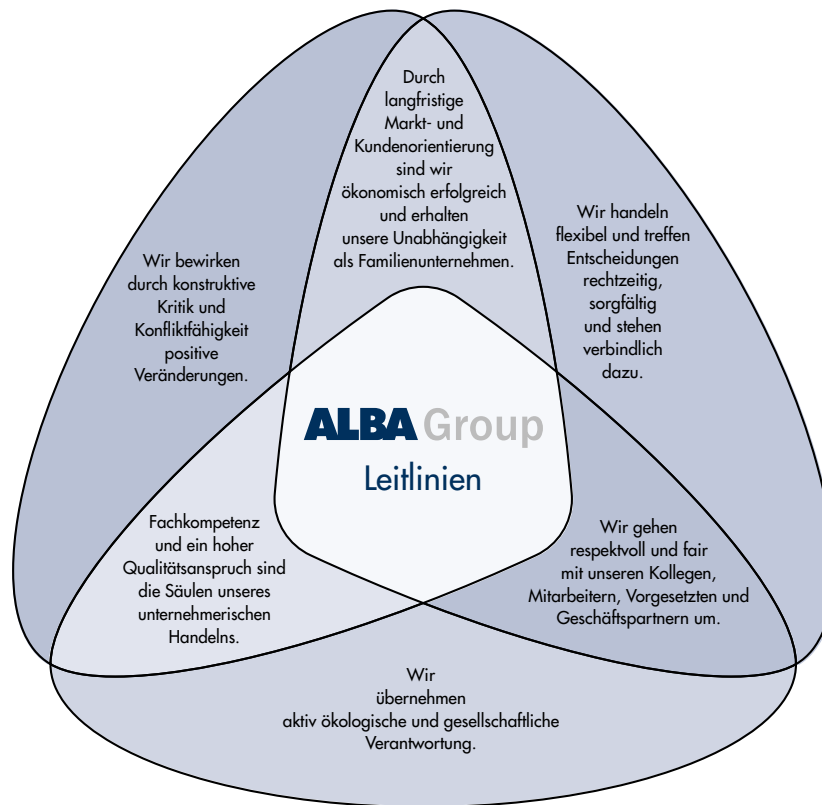 Durch
langfristige
Markt- und
Kundenorientierung
sind wir
ökonomisch erfolgreich
und erhalten
unsere Unabhängigkeit
als Familienunternehmen.
Wir handeln
flexibel und treffen
Entscheidungen
rechtzeitig,
sorgfältig
und stehen
verbindlich
dazu.
Wir bewirken
durch konstruktive
Kritik und
Konfliktfähigkeit
positive
Veränderungen.
ALBA Group
Leitlinien
Fachkompetenz
und ein hoher
Qualitätsanspruch sind
die Säulen unseres
unternehmerischen
Handelns.
Wir gehen
respektvoll und fair
mit unseren Kollegen,
Mitarbeitern, Vorgesetzten und
Geschäftspartnern um.
Wir
übernehmen
aktiv ökologische und gesellschaftliche
Verantwortung.